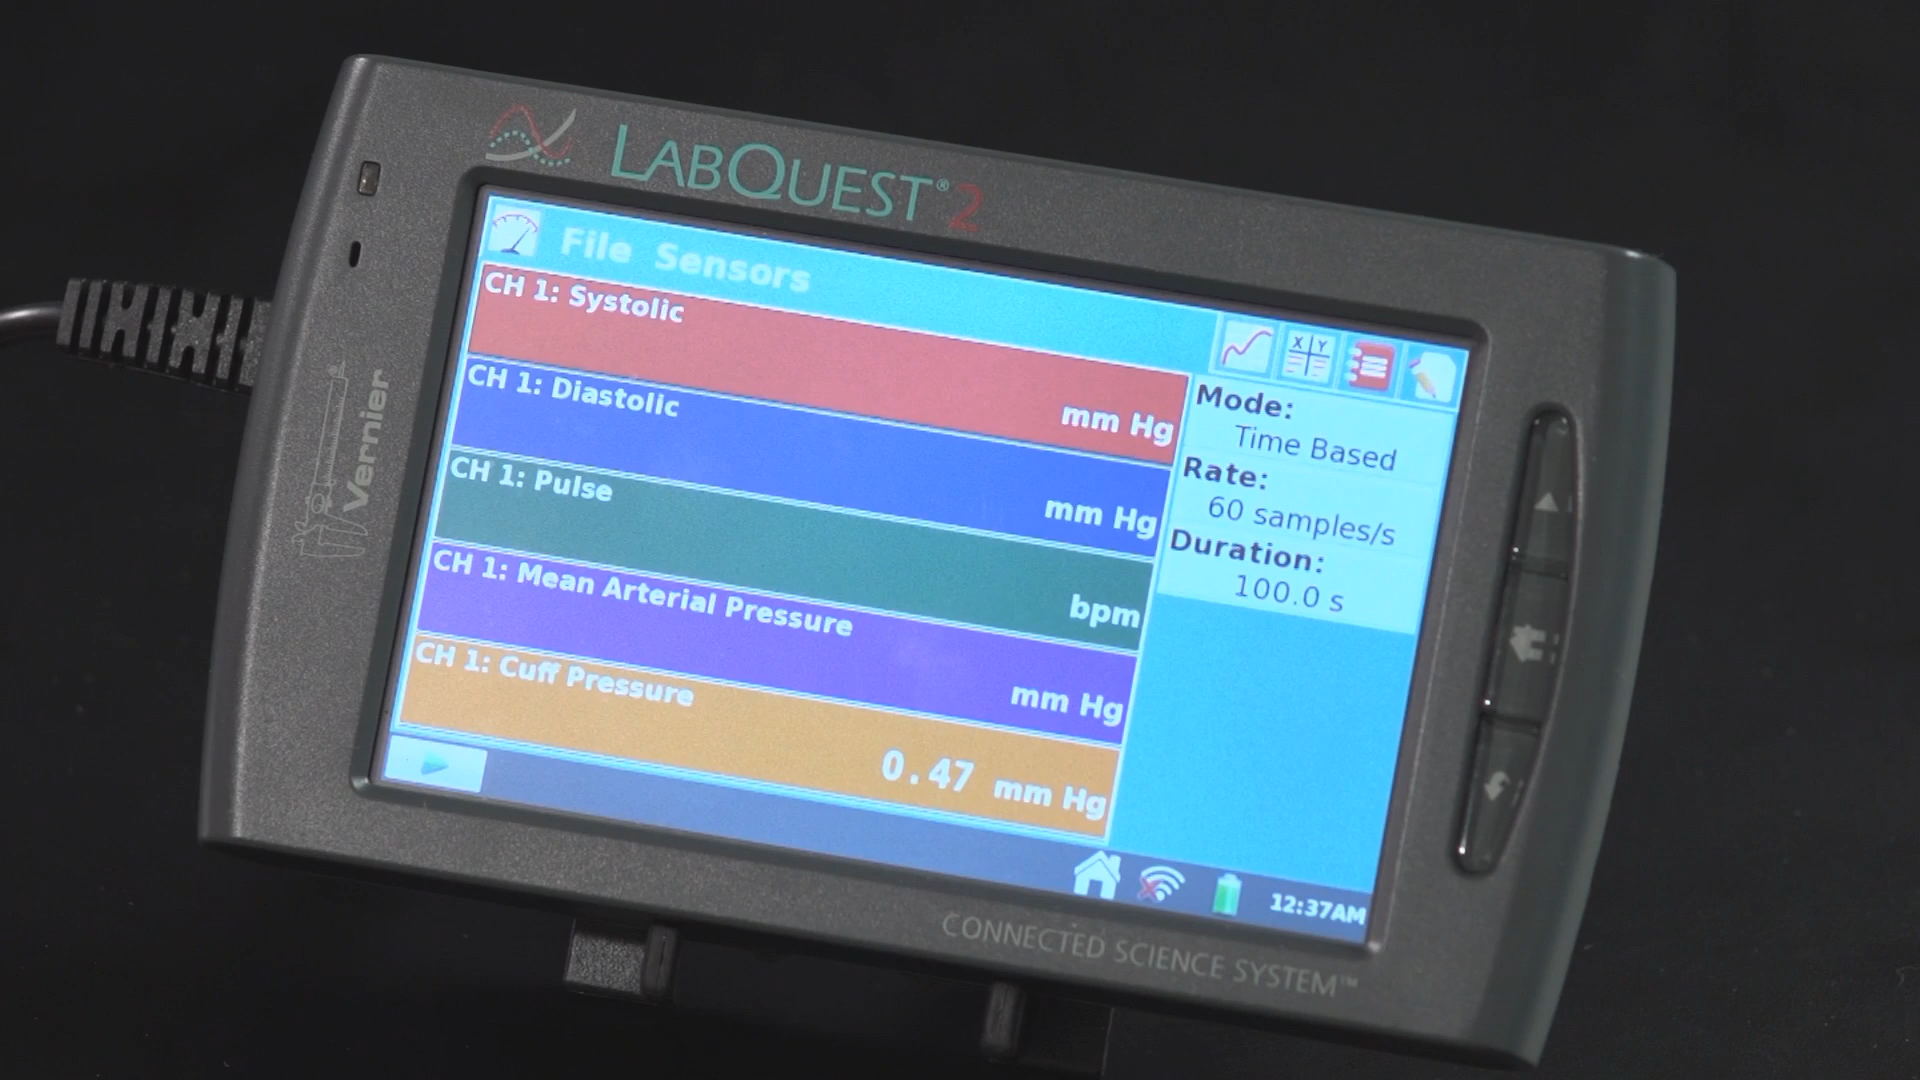 LABQUEST® 2
Vernier
File Sensors
CH 1: Systolic
mm Hg
CH 1: Diastolic
mm Hg
CH 1: Pulse
bpm
CH 1: Mean Arterial Pressure
mm Hg
CH 1: Cuff Pressure
0.47 mm Hg
X Y
Mode:
Time Based
Rate:
60 samples/s
Duration:
100.0 s
12:37AM
CONNECTED SCIENCE SYSTEM™